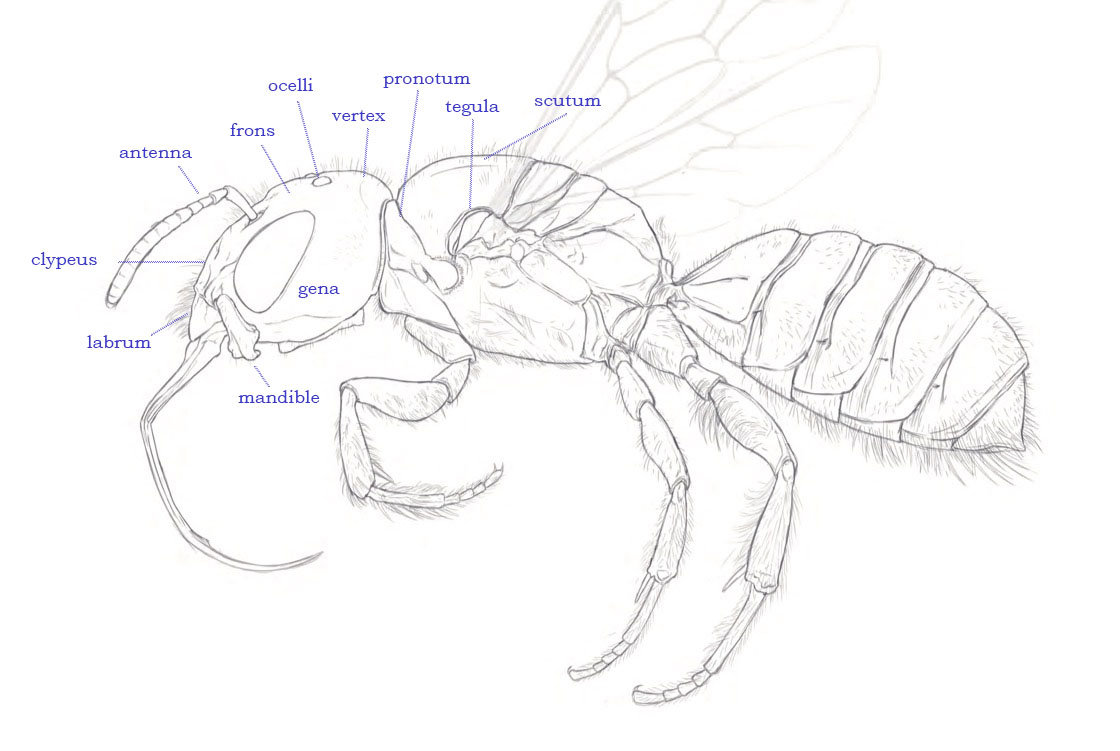 pronotum
ocelli
tegula
scutum
vertex
frons
antenna
clypeus
gena
labrum
mandible